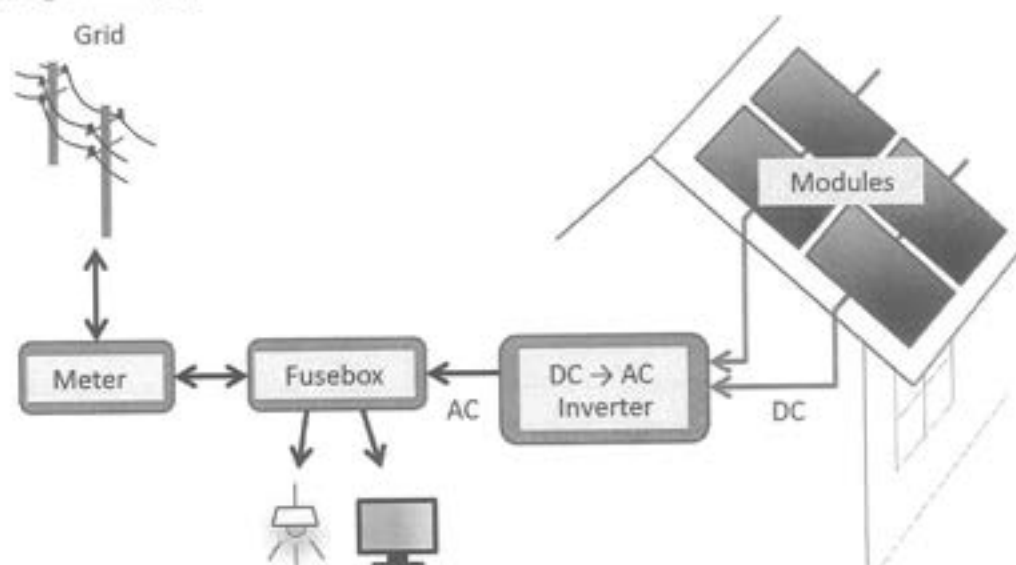 Grid
Modules
Meter
Fusebox
DC → AC
Inverter
AC
DC